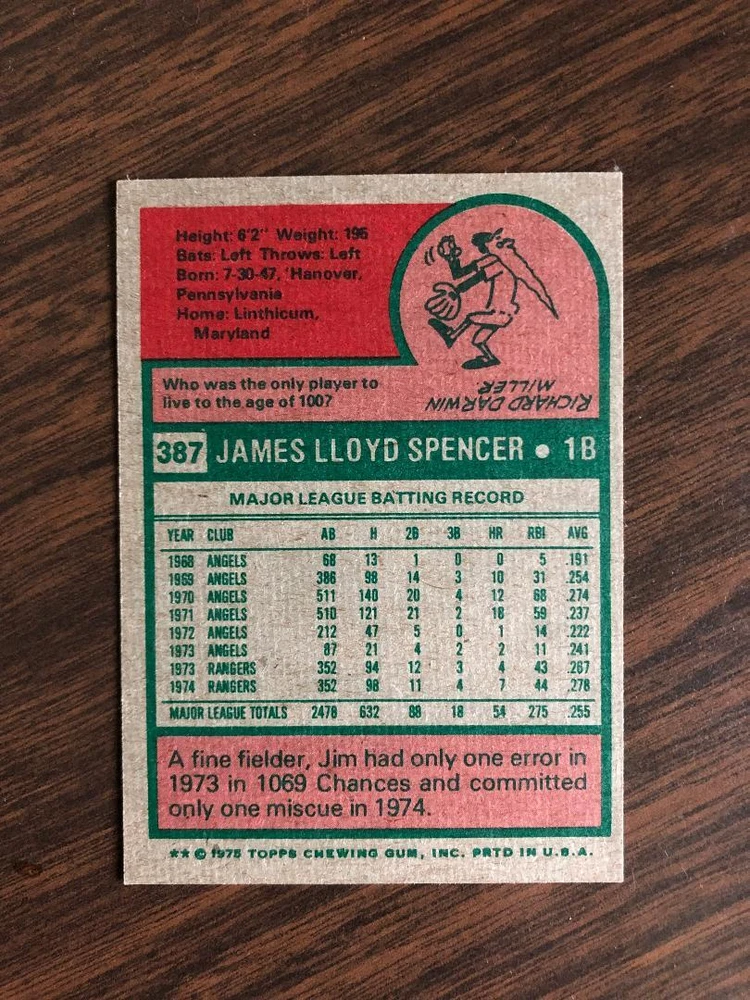 Height: 6'2" Weight: 195
Bats: Left Throws: Left
Born: 7-30-47, 'Hanover,
Pennsylvania
Home: Linthicum,
Maryland
Who was the only player to
live to the age of 100?
RICHARD DARWIN
MILLER
387 JAMES LLOYD SPENCER • 1B
MAJOR LEAGUE BATTING RECORD
YEAR CLUB AB H 2B 3B HR RBI AVG
1968 ANGELS 68 13 1 0 0 5 .191
1969 ANGELS 386 98 14 3 10 31 .254
1970 ANGELS 511 140 20 4 12 68 .274
1971 ANGELS 510 121 21 2 18 59 .237
1972 ANGELS 212 47 5 0 1 14 .222
1973 ANGELS 87 21 4 2 2 11 .241
1973 RANGERS 352 94 12 3 4 43 .267
1974 RANGERS 352 98 11 4 7 44 .278
MAJOR LEAGUE TOTALS 2478 632 88 18 54 275 .255
A fine fielder, Jim had only one error in
1973 in 1069 Chances and committed
only one miscue in 1974.
** © 1975 TOPPS CHEWING GUM, INC. PRTD IN U.S.A.